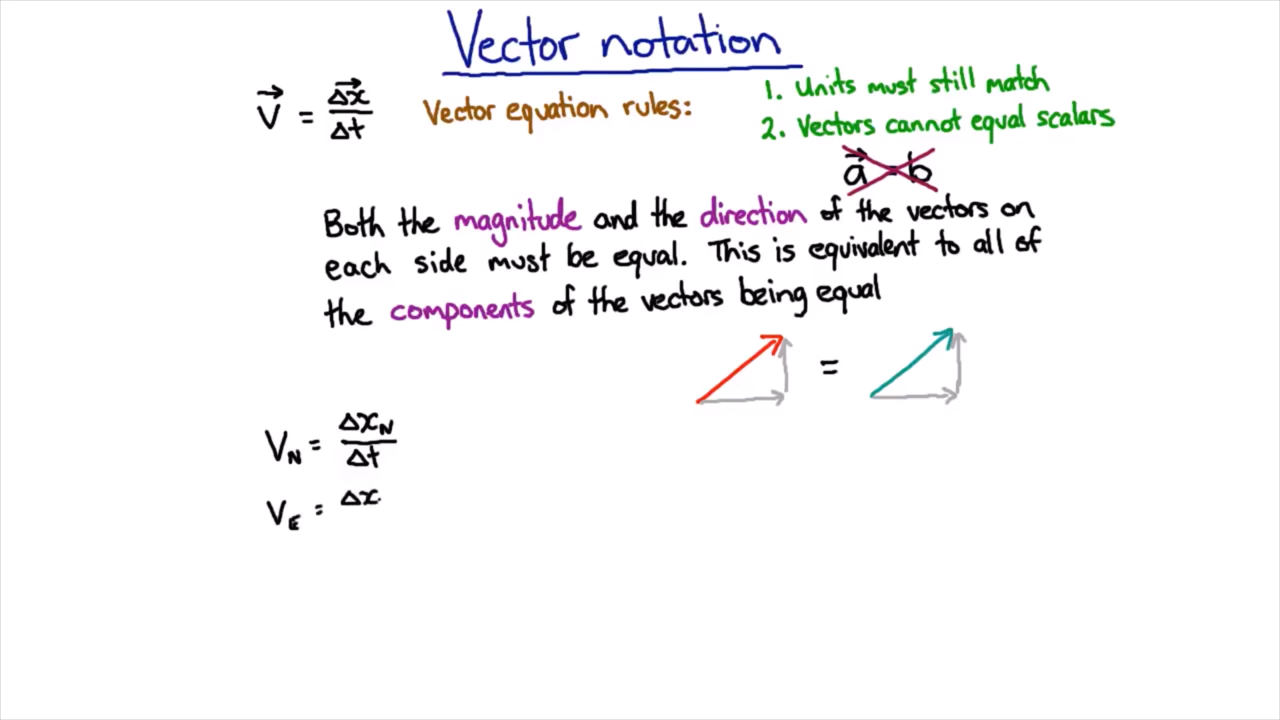 Vector notation
V⃗ = Δx⃗ / Δt
Vector equation rules:
1. Units must still match
2. Vectors cannot equal scalars
a⃗ = b
Both the magnitude and the direction of the vectors on
each side must be equal. This is equivalent to all of
the components of the vectors being equal
=
V_N = Δx_N / Δt
V_E = Δx